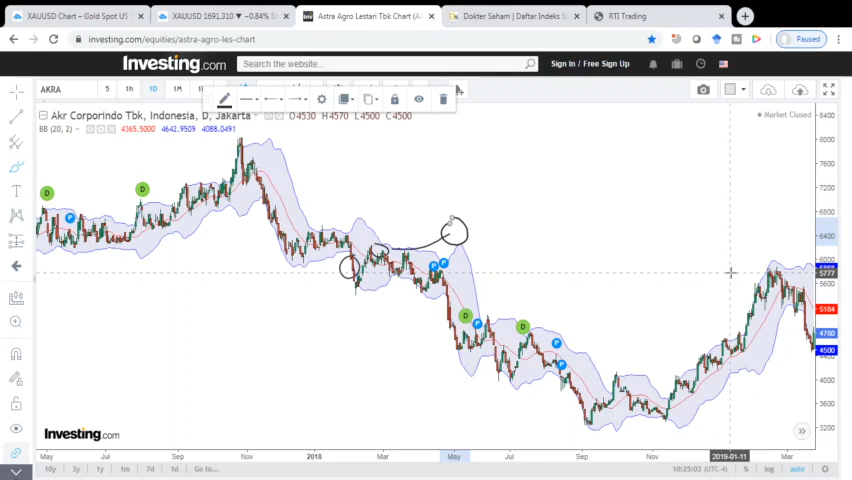 XAUUSD Chart – Gold Spot US
XAUUSD 1691.310 ▼ −0.84% S
Astra Agro Lestari Tbk Chart (A
Dokter Saham | Daftar Indeks S
RTI Trading
investing.com/equities/astra-agro-les-chart
Paused
Investing.com
Search the website...
Sign In / Free Sign Up
AKRA
5
1h
1D
1M
Akr Corporindo Tbk, Indonesia, D, Jakarta
O 4530 H 4570 L 4500 C 4500
Market Closed
BB (20, 2)
4365.5000 4642.9509 4088.0491
8400
8000
7600
7200
6800
6400
6000
5777
5600
5184
4780
4500
4000
3600
3200
D
D
P
P
P
D
P
D
P
P
Investing.com
May
Jul
Sep
Nov
2018
Mar
May
Jul
Sep
Nov
2019-01-11
Mar
10y
3y
1y
1m
7d
1d
Go to...
10:25:03 (UTC-4)
%
log
auto